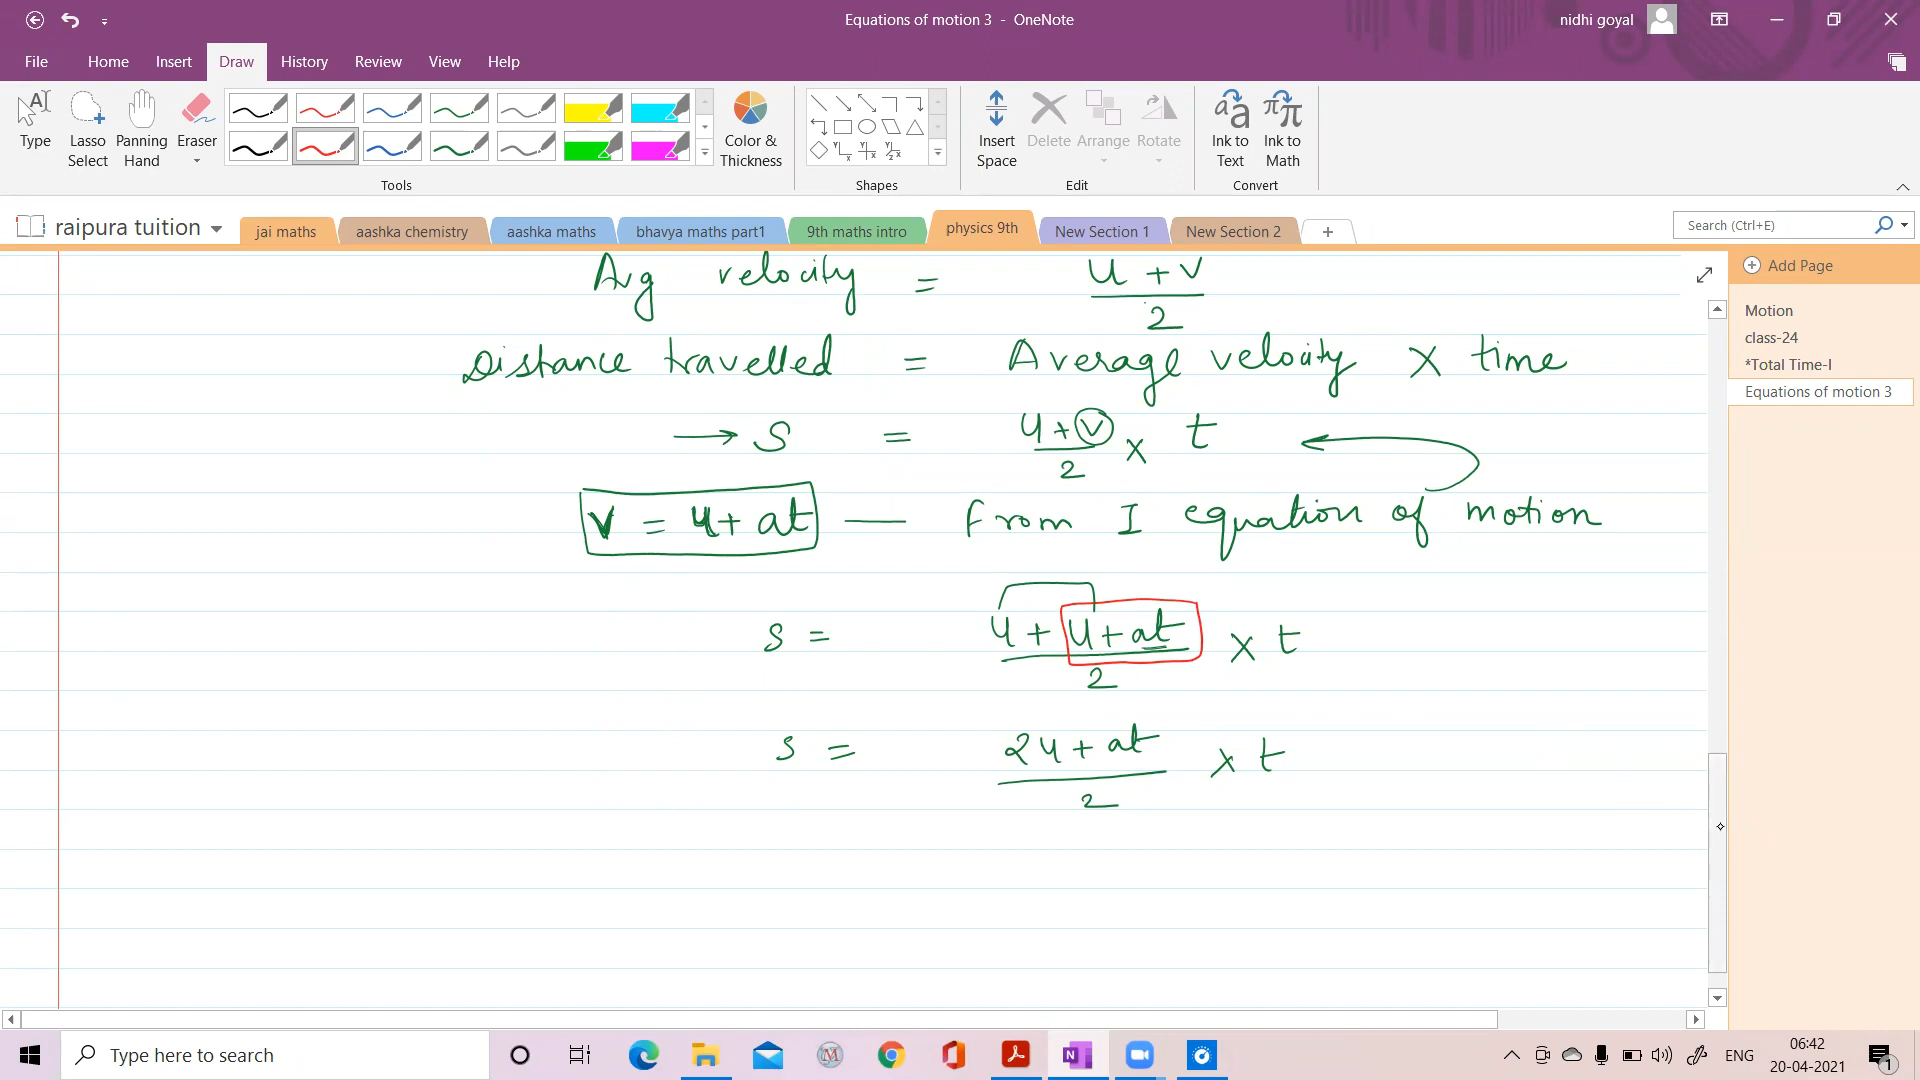 Equations of motion 3 - OneNote
nidhi goyal
File Home Insert Draw History Review View Help
Type
Lasso Select
Panning Hand
Eraser
Color & Thickness
Insert Space
Delete
Arrange
Rotate
Ink to Text
Ink to Math
Tools
Shapes
Edit
Convert
raipura tuition
jai maths
aashka chemistry
aashka maths
bhavya maths part1
9th maths intro
physics 9th
New Section 1
New Section 2
+
Search (Ctrl+E)
Add Page
Motion
class-24
*Total Time-I
Equations of motion 3
Avg velocity = u + v / 2
Distance travelled = Average velocity × time
→ S = u + v / 2 × t
v = u + at — from I equation of motion
s = u + u + at / 2 × t
s = 2u + at / 2 × t
Type here to search
ENG
06:42
20-04-2021
1